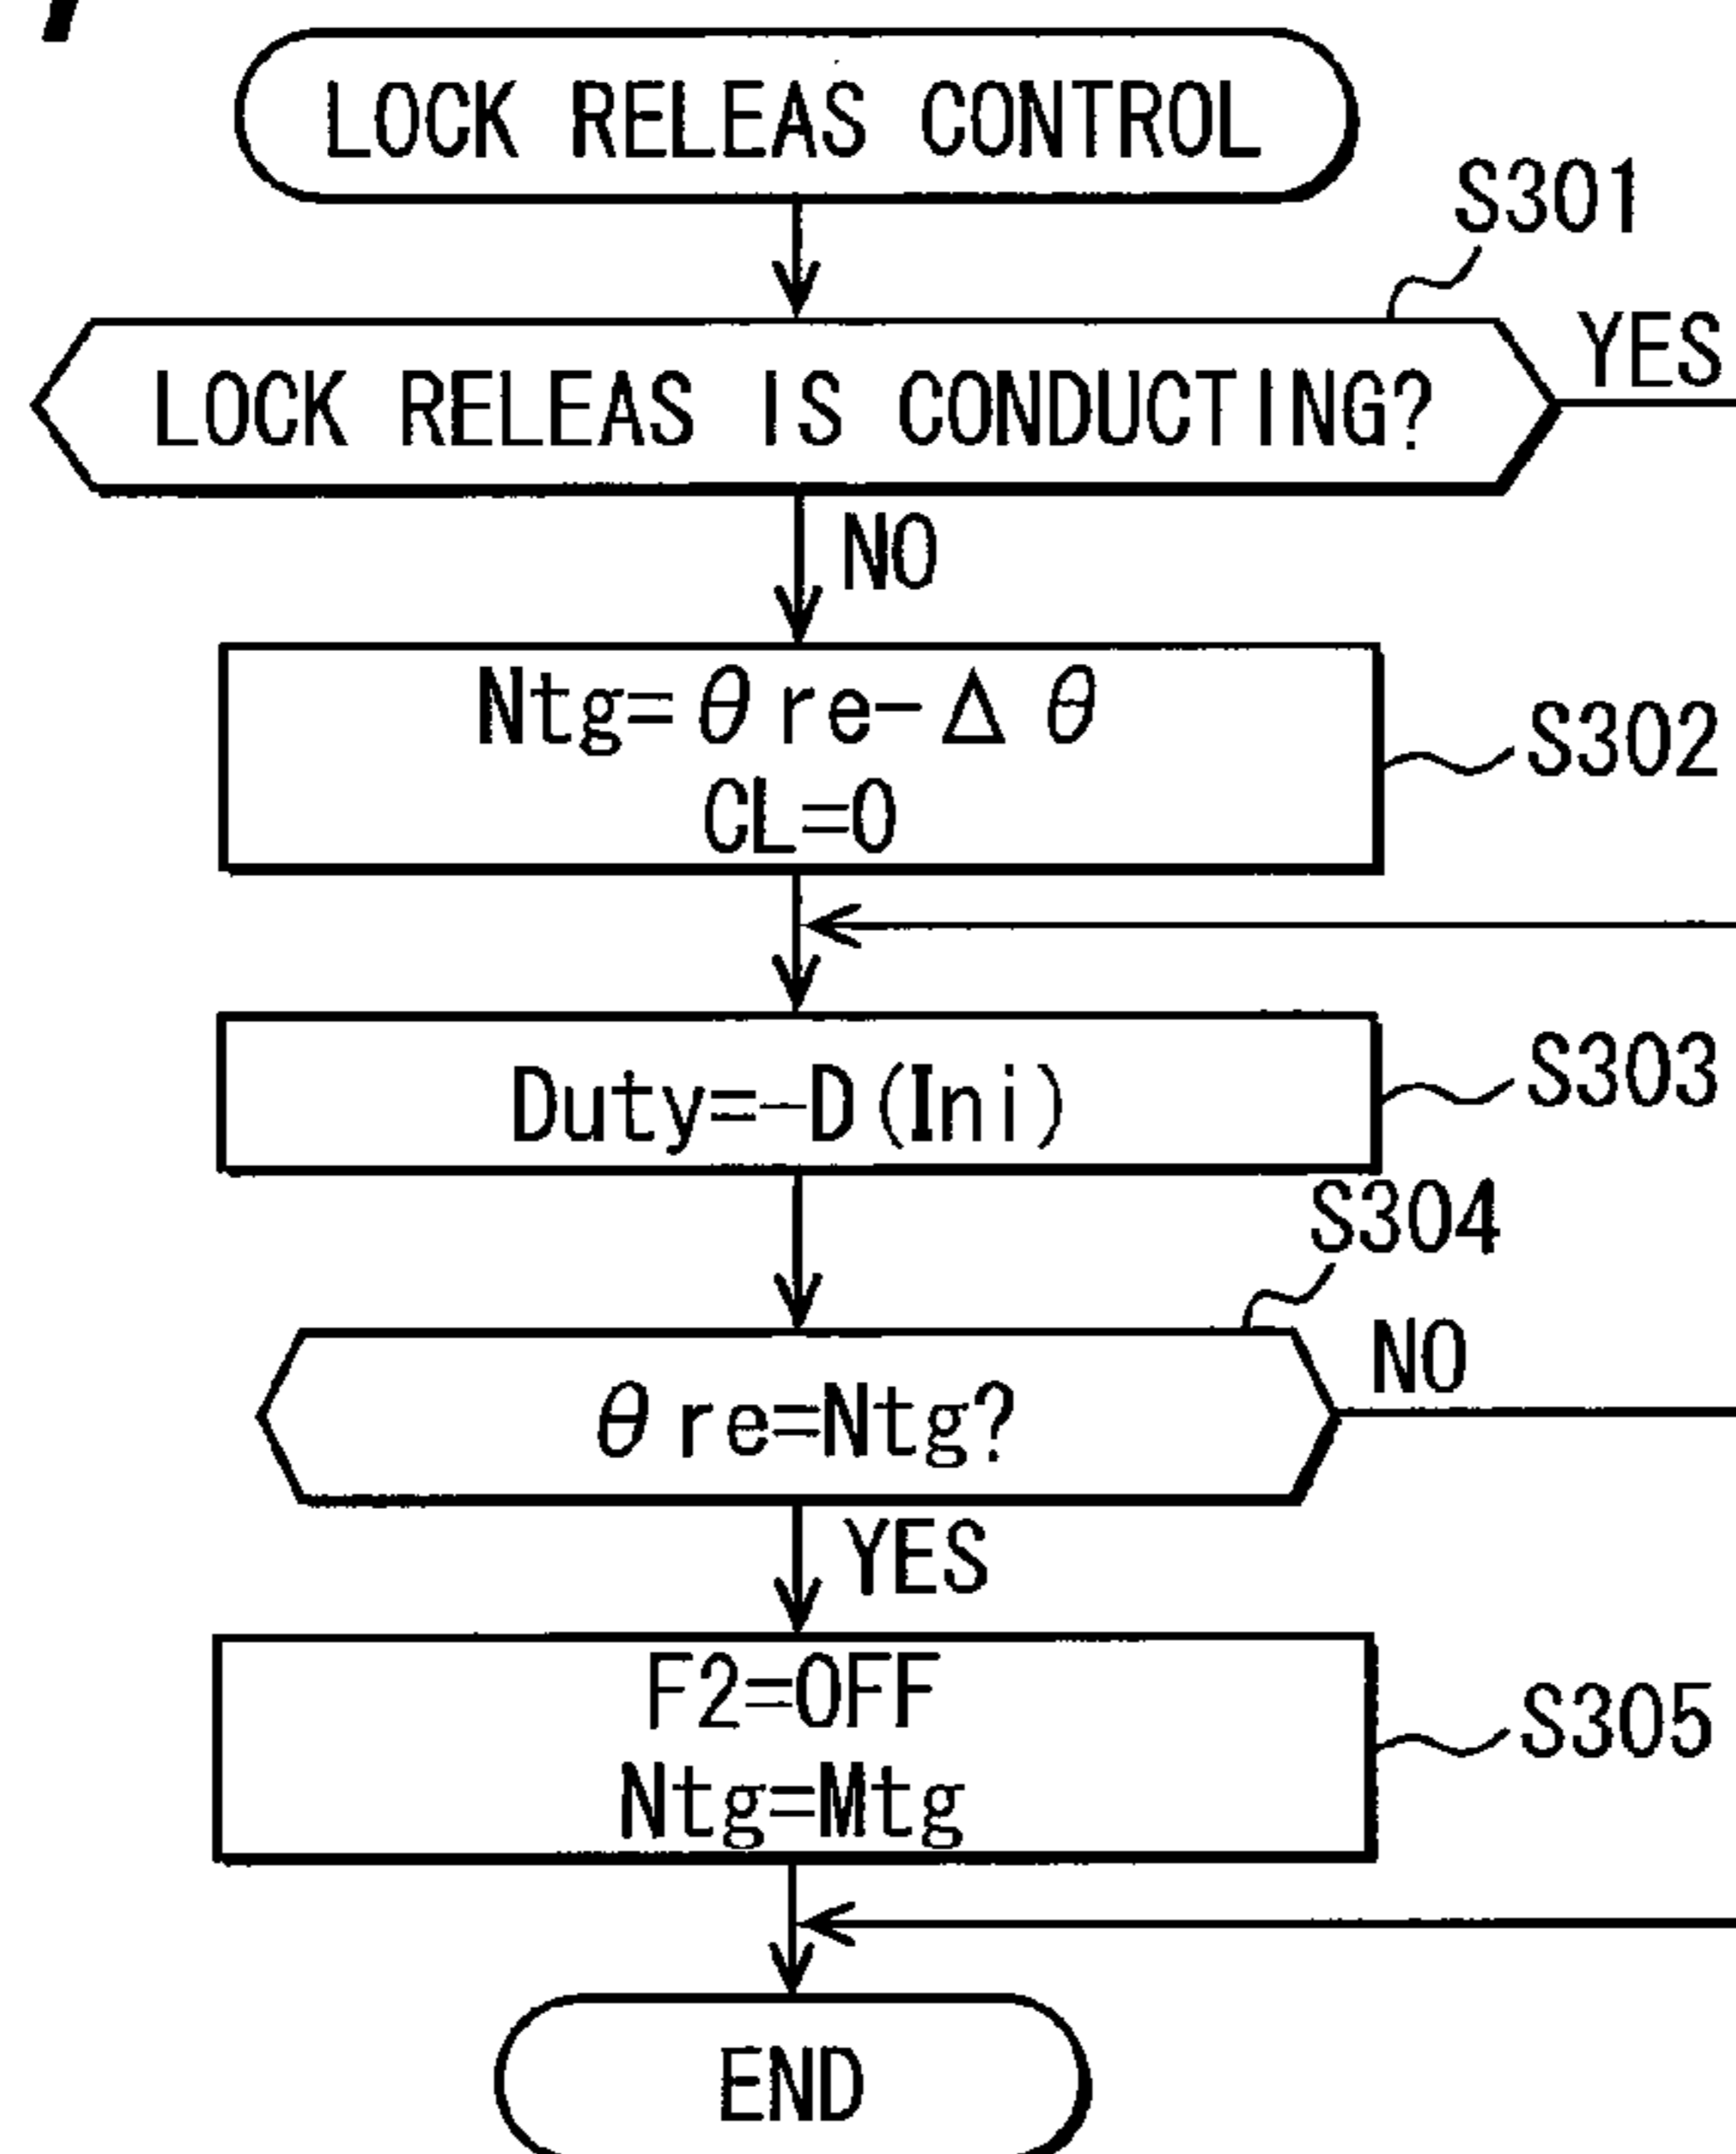 LOCK RELEAS CONTROL
S301
LOCK RELEAS IS CONDUCTING?
YES
NO
Ntg=θre-Δθ
CL=0
S302
Duty=-D(Ini)
S303
S304
θre=Ntg?
NO
YES
F2=OFF
Ntg=Mtg
S305
END